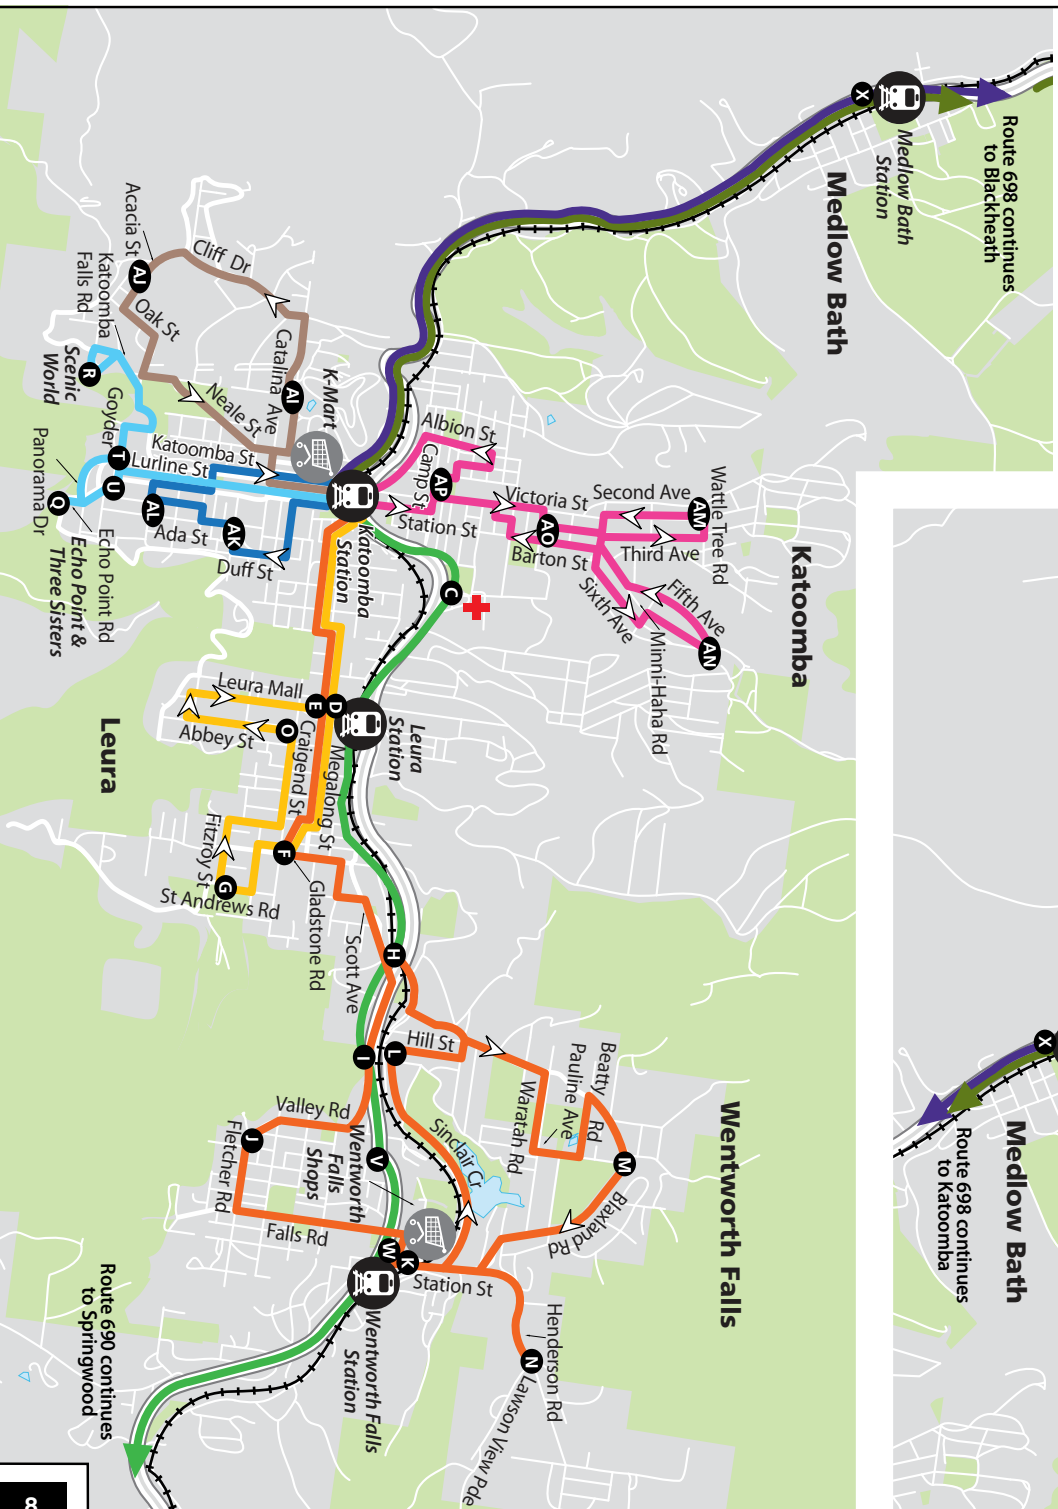 Route 698 continues
to Blackheath
Medlow Bath
Station
X
Medlow Bath
Katoomba
Wattle Tree Rd
Second Ave
AM
Third Ave
Fifth Ave
AN
Sixth Ave
Minni-Haha Rd
Victoria St
AO
Barton St
Albion St
Camp St
AP
Station St
K-Mart
Katoomba
Station
C
Cliff Dr
Acacia St
AJ
Oak St
Catalina Ave
AI
Neale St
Katoomba
Falls Rd
Scenic
World
R
Goyder
Katoomba St
Lurline St
T
U
Panorama Dr
Q
Echo Point Rd
Echo Point &
Three Sisters
AL
Ada St
AK
Duff St
Leura
Station
D
E
Leura Mall
Abbey St
O
Craigend St
Megalong St
Leura
Fitzroy St
G
St Andrews Rd
F
Gladstone Rd
Scott Ave
H
Wentworth Falls
Hill St
L
I
Beatty
Rd
Pauline Ave
Waratah Rd
M
Blaxland Rd
Sinclair Cr
Valley Rd
J
Fletcher Rd
Falls Rd
V
Wentworth
Falls
Shops
W
K
Station St
Henderson Rd
N
Lawson View Pde
Wentworth Falls
Station
Route 690 continues
to Springwood
X
Medlow Bath
Route 698 continues
to Katoomba
8